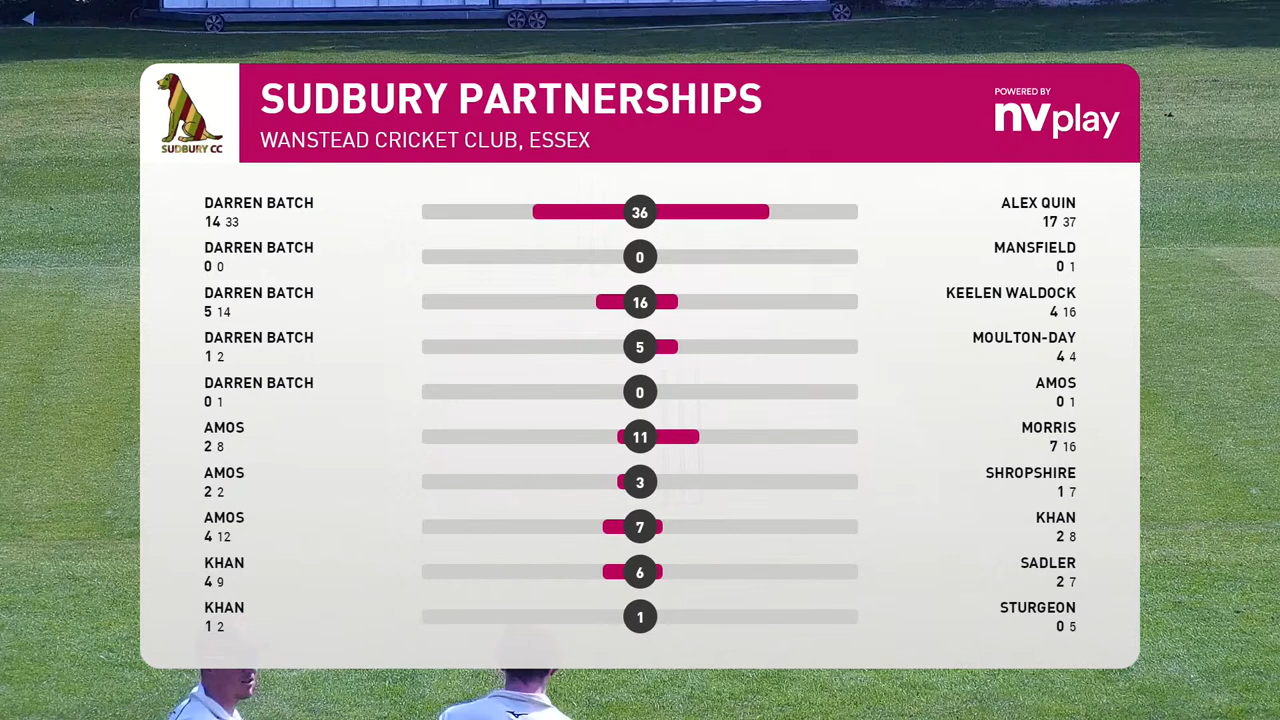 SUDBURY CC
SUDBURY PARTNERSHIPS
WANSTEAD CRICKET CLUB, ESSEX
POWERED BY
nvplay
DARREN BATCH 36 ALEX QUIN
14 33 17 37
DARREN BATCH 0 MANSFIELD
0 0 0 1
DARREN BATCH 16 KEELEN WALDOCK
5 14 4 16
DARREN BATCH 5 MOULTON-DAY
1 2 4 4
DARREN BATCH 0 AMOS
0 1 0 1
AMOS 11 MORRIS
2 8 7 16
AMOS 3 SHROPSHIRE
2 2 1 7
AMOS 7 KHAN
4 12 2 8
KHAN 6 SADLER
4 9 2 7
KHAN 1 STURGEON
1 2 0 5